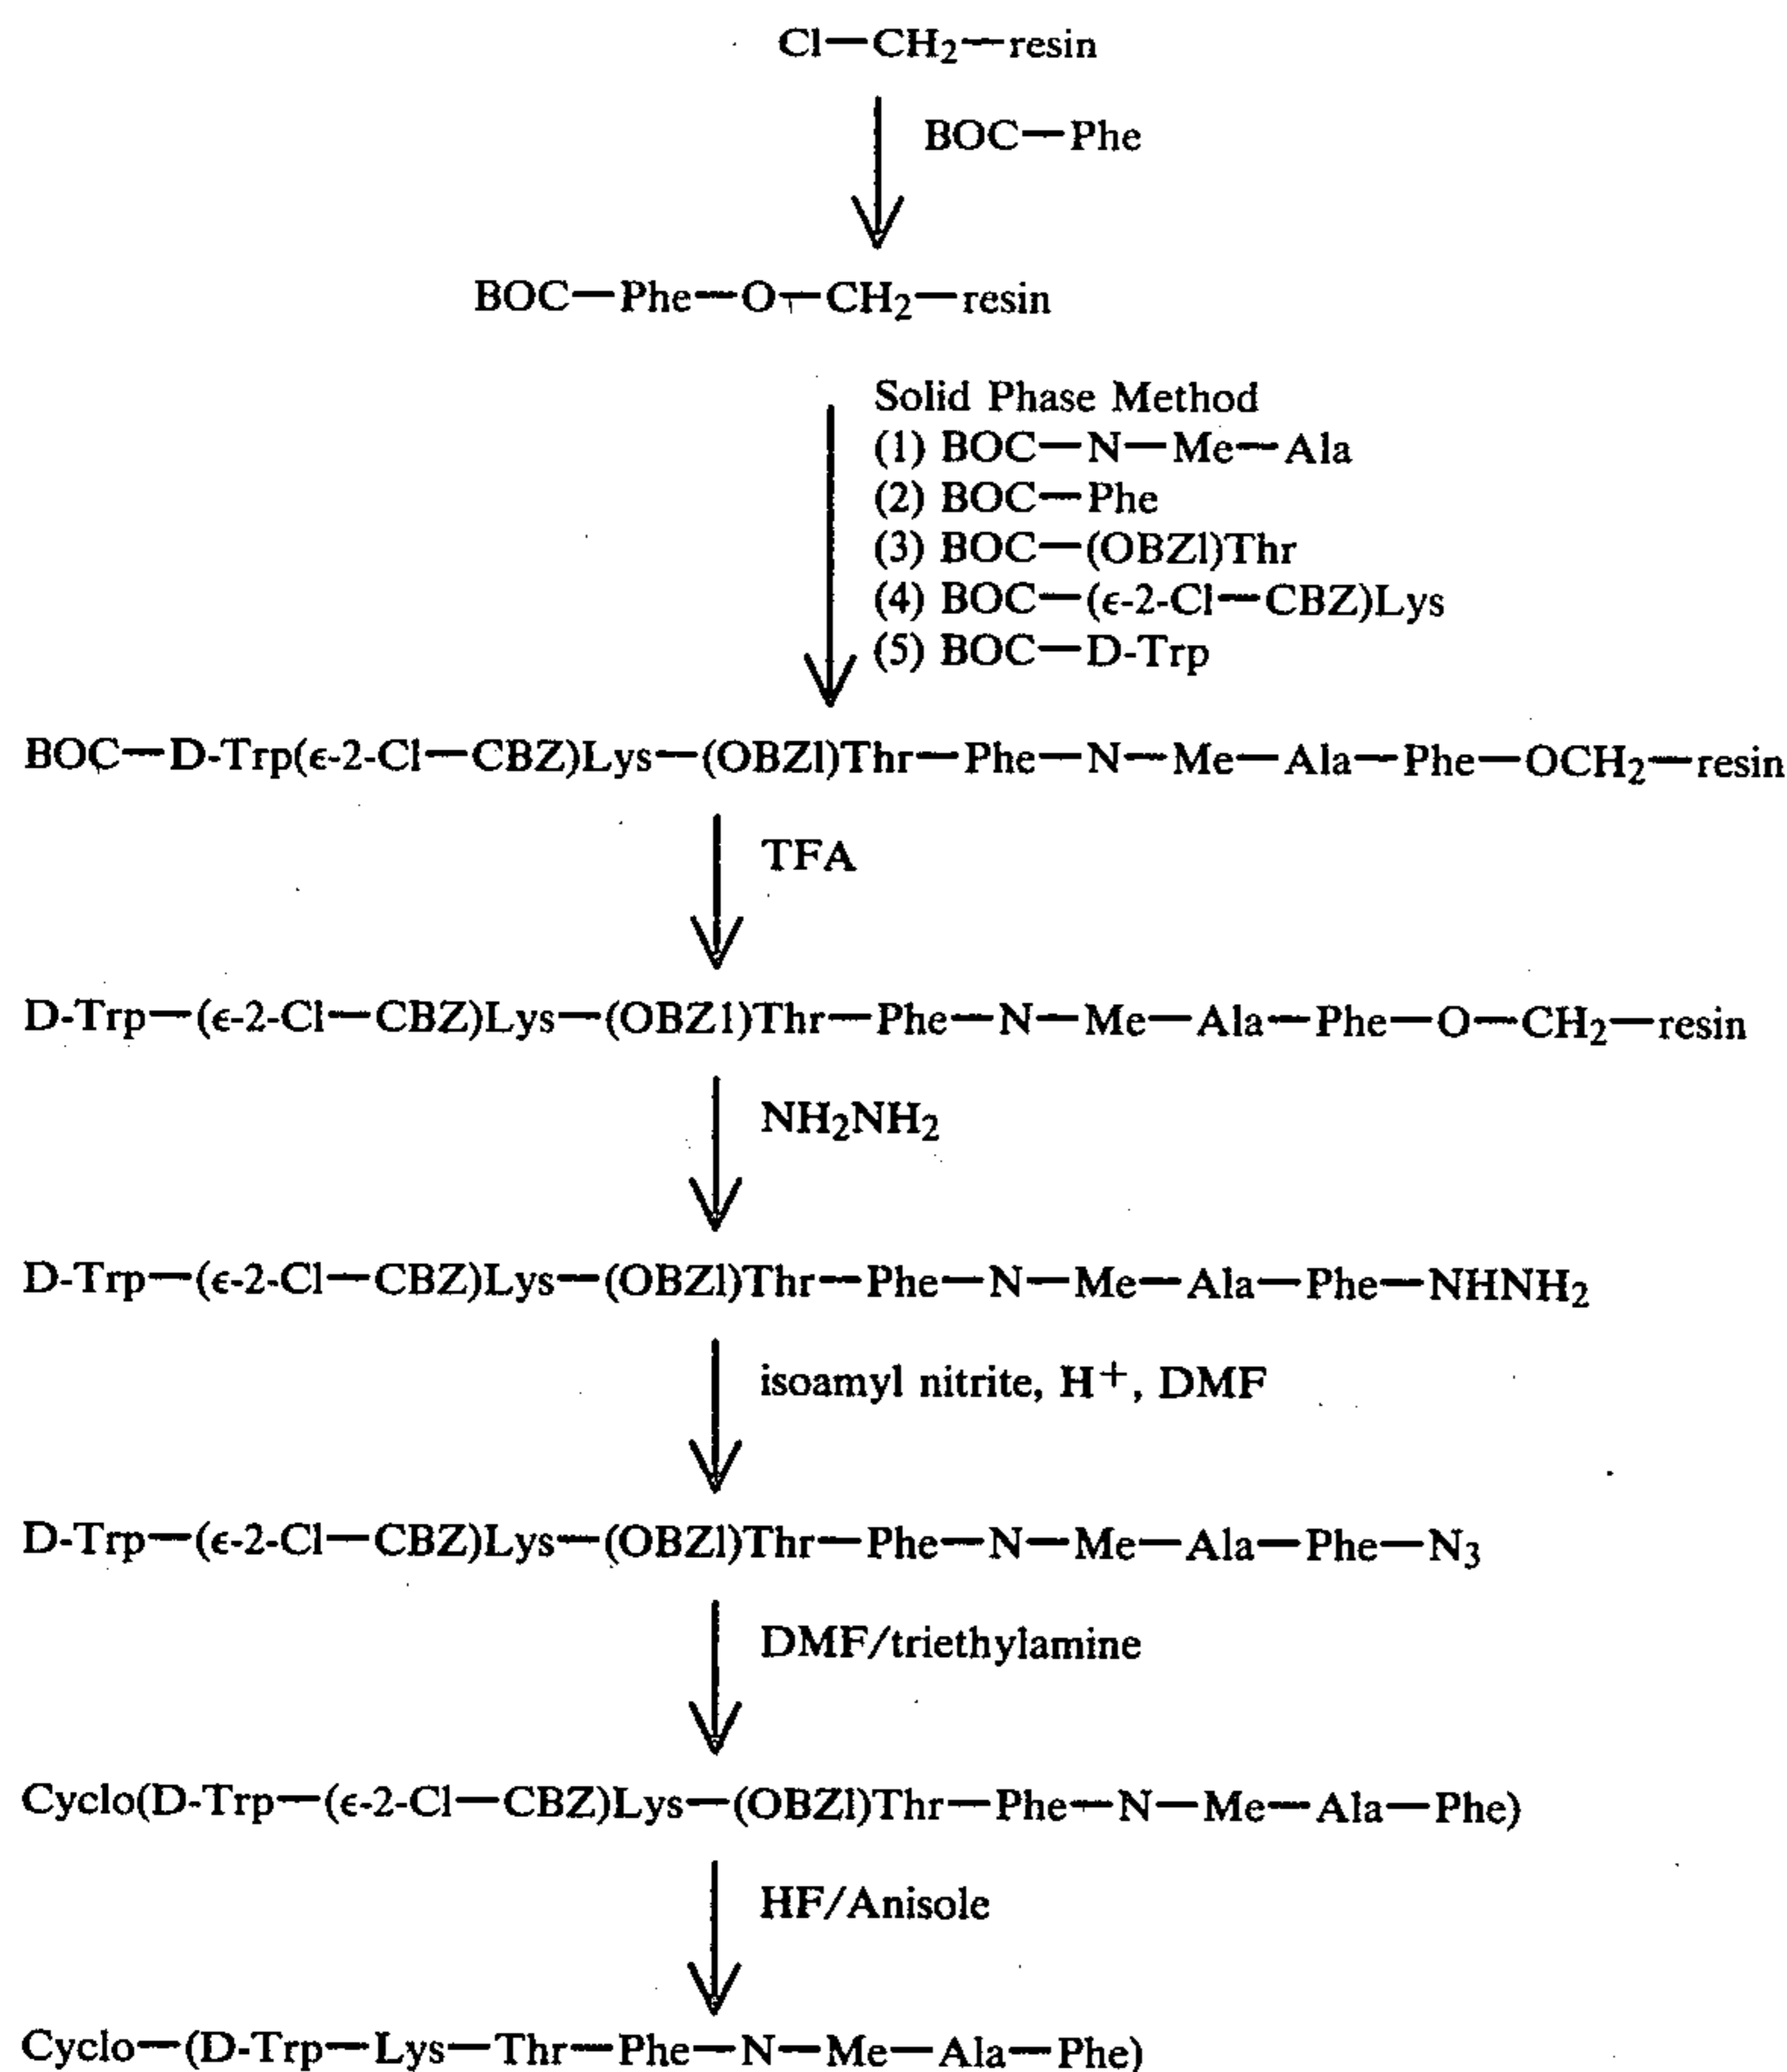 Cl—CH2—resin
BOC—Phe
BOC—Phe—O—CH2—resin
Solid Phase Method
(1) BOC—N—Me—Ala
(2) BOC—Phe
(3) BOC—(OBZl)Thr
(4) BOC—(ϵ-2-Cl—CBZ)Lys
(5) BOC—D-Trp
BOC—D-Trp(ϵ-2-Cl—CBZ)Lys—(OBZl)Thr—Phe—N—Me—Ala—Phe—OCH2—resin
TFA
D-Trp—(ϵ-2-Cl—CBZ)Lys—(OBZl)Thr—Phe—N—Me—Ala—Phe—O—CH2—resin
NH2NH2
D-Trp—(ϵ-2-Cl—CBZ)Lys—(OBZl)Thr—Phe—N—Me—Ala—Phe—NHNH2
isoamyl nitrite, H+, DMF
D-Trp—(ϵ-2-Cl—CBZ)Lys—(OBZl)Thr—Phe—N—Me—Ala—Phe—N3
DMF/triethylamine
Cyclo(D-Trp—(ϵ-2-Cl—CBZ)Lys—(OBZl)Thr—Phe—N—Me—Ala—Phe)
HF/Anisole
Cyclo—(D-Trp—Lys—Thr—Phe—N—Me—Ala—Phe)